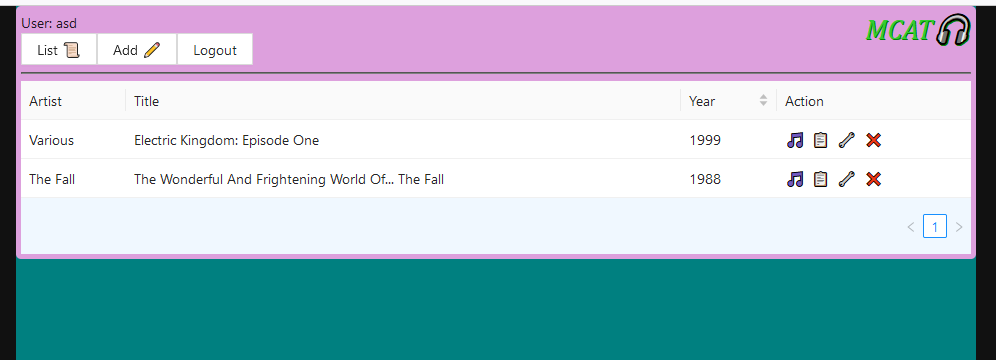 User: asd
MCAT
List Add Logout
Artist Title Year Action
Various Electric Kingdom: Episode One 1999
The Fall The Wonderful And Frightening World Of... The Fall 1988
< 1 >